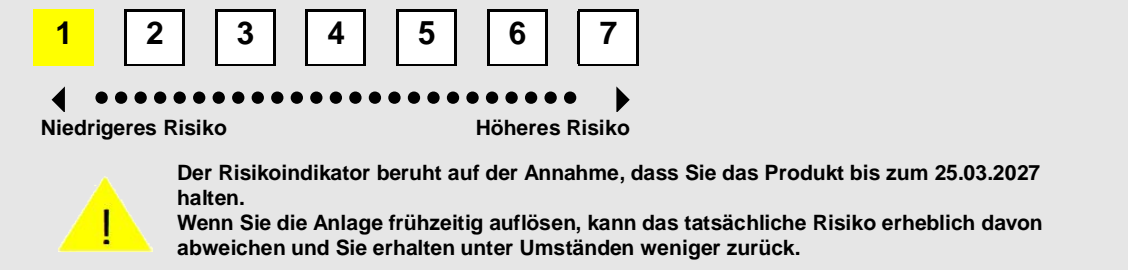 1 2 3 4 5 6 7
Niedrigeres Risiko Höheres Risiko
Der Risikoindikator beruht auf der Annahme, dass Sie das Produkt bis zum 25.03.2027
halten.
Wenn Sie die Anlage frühzeitig auflösen, kann das tatsächliche Risiko erheblich davon
! abweichen und Sie erhalten unter Umständen weniger zurück.